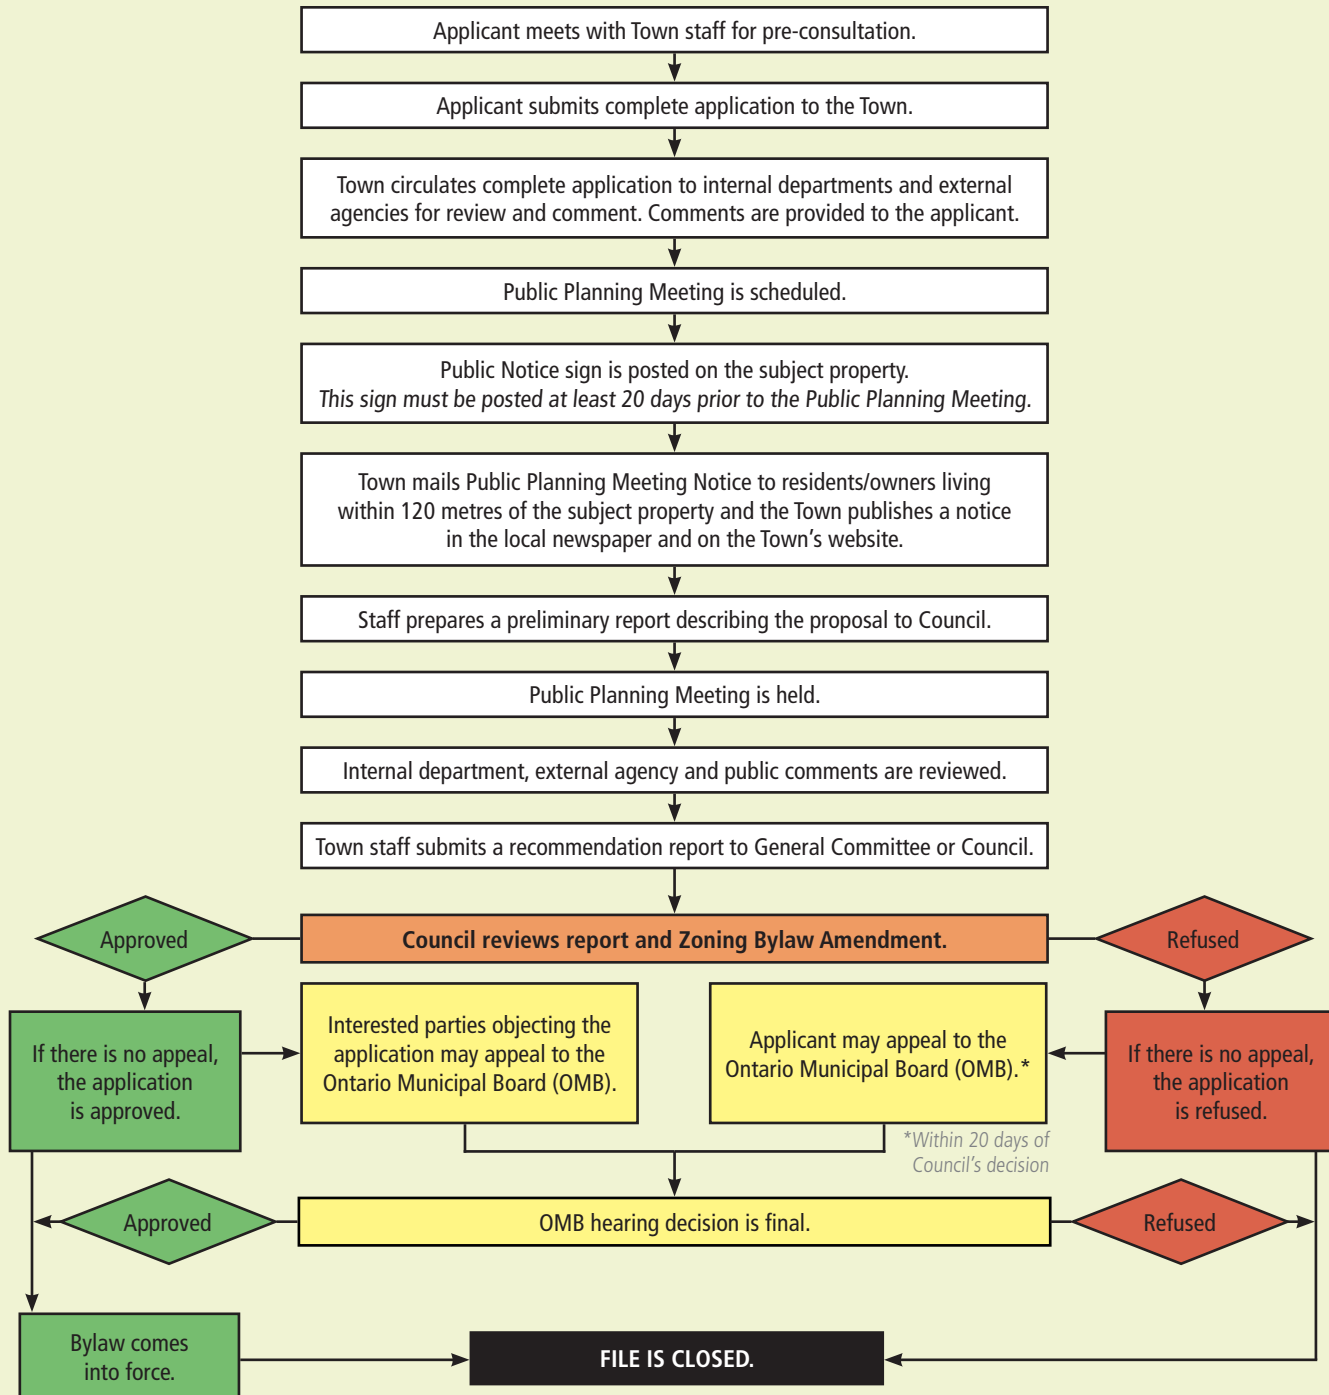 Applicant meets with Town staff for pre-consultation.
Applicant submits complete application to the Town.
Town circulates complete application to internal departments and external
agencies for review and comment. Comments are provided to the applicant.
Public Planning Meeting is scheduled.
Public Notice sign is posted on the subject property.
This sign must be posted at least 20 days prior to the Public Planning Meeting.
Town mails Public Planning Meeting Notice to residents/owners living
within 120 metres of the subject property and the Town publishes a notice
in the local newspaper and on the Town's website.
Staff prepares a preliminary report describing the proposal to Council.
Public Planning Meeting is held.
Internal department, external agency and public comments are reviewed.
Town staff submits a recommendation report to General Committee or Council.
Approved
Council reviews report and Zoning Bylaw Amendment.
Refused
If there is no appeal,
the application
is approved.
Interested parties objecting the
application may appeal to the
Ontario Municipal Board (OMB).
Applicant may appeal to the
Ontario Municipal Board (OMB).*
If there is no appeal,
the application
is refused.
*Within 20 days of
Council's decision
Approved
OMB hearing decision is final.
Refused
Bylaw comes
into force.
FILE IS CLOSED.